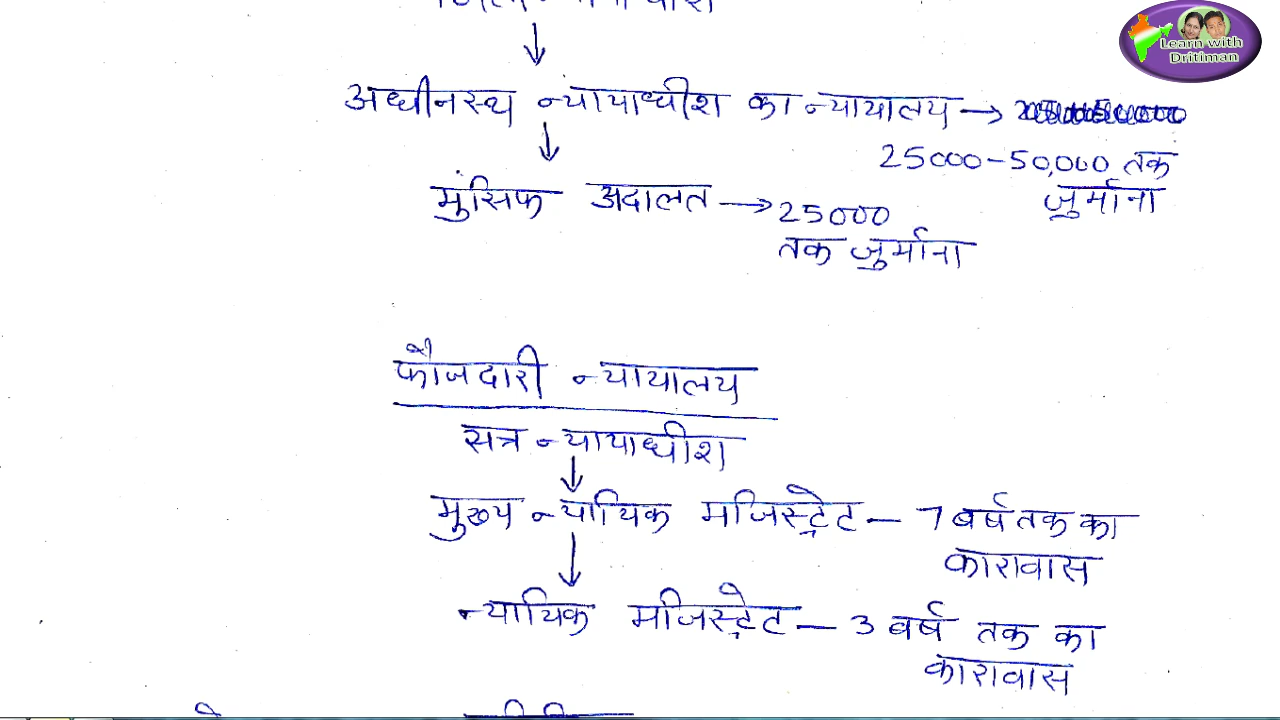 Learn with
Dritiman
↓
अधीनस्थ न्यायाधीश का न्यायालय →
↓
25000-50,000 तक
जुर्माना
मुंसिफ अदालत → 25000
तक जुर्माना
फौजदारी न्यायालय
सत्र न्यायाधीश
↓
मुख्य न्यायिक मजिस्ट्रेट - 7 वर्ष तक का
कारावास
↓
न्यायिक मजिस्ट्रेट - 3 वर्ष तक का
कारावास